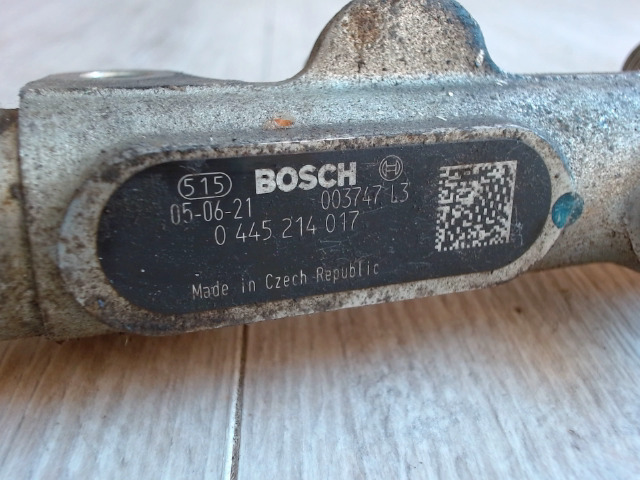 515 BOSCH
05-06-21 003747 L3
0 445 214 017
Made in Czech Republic